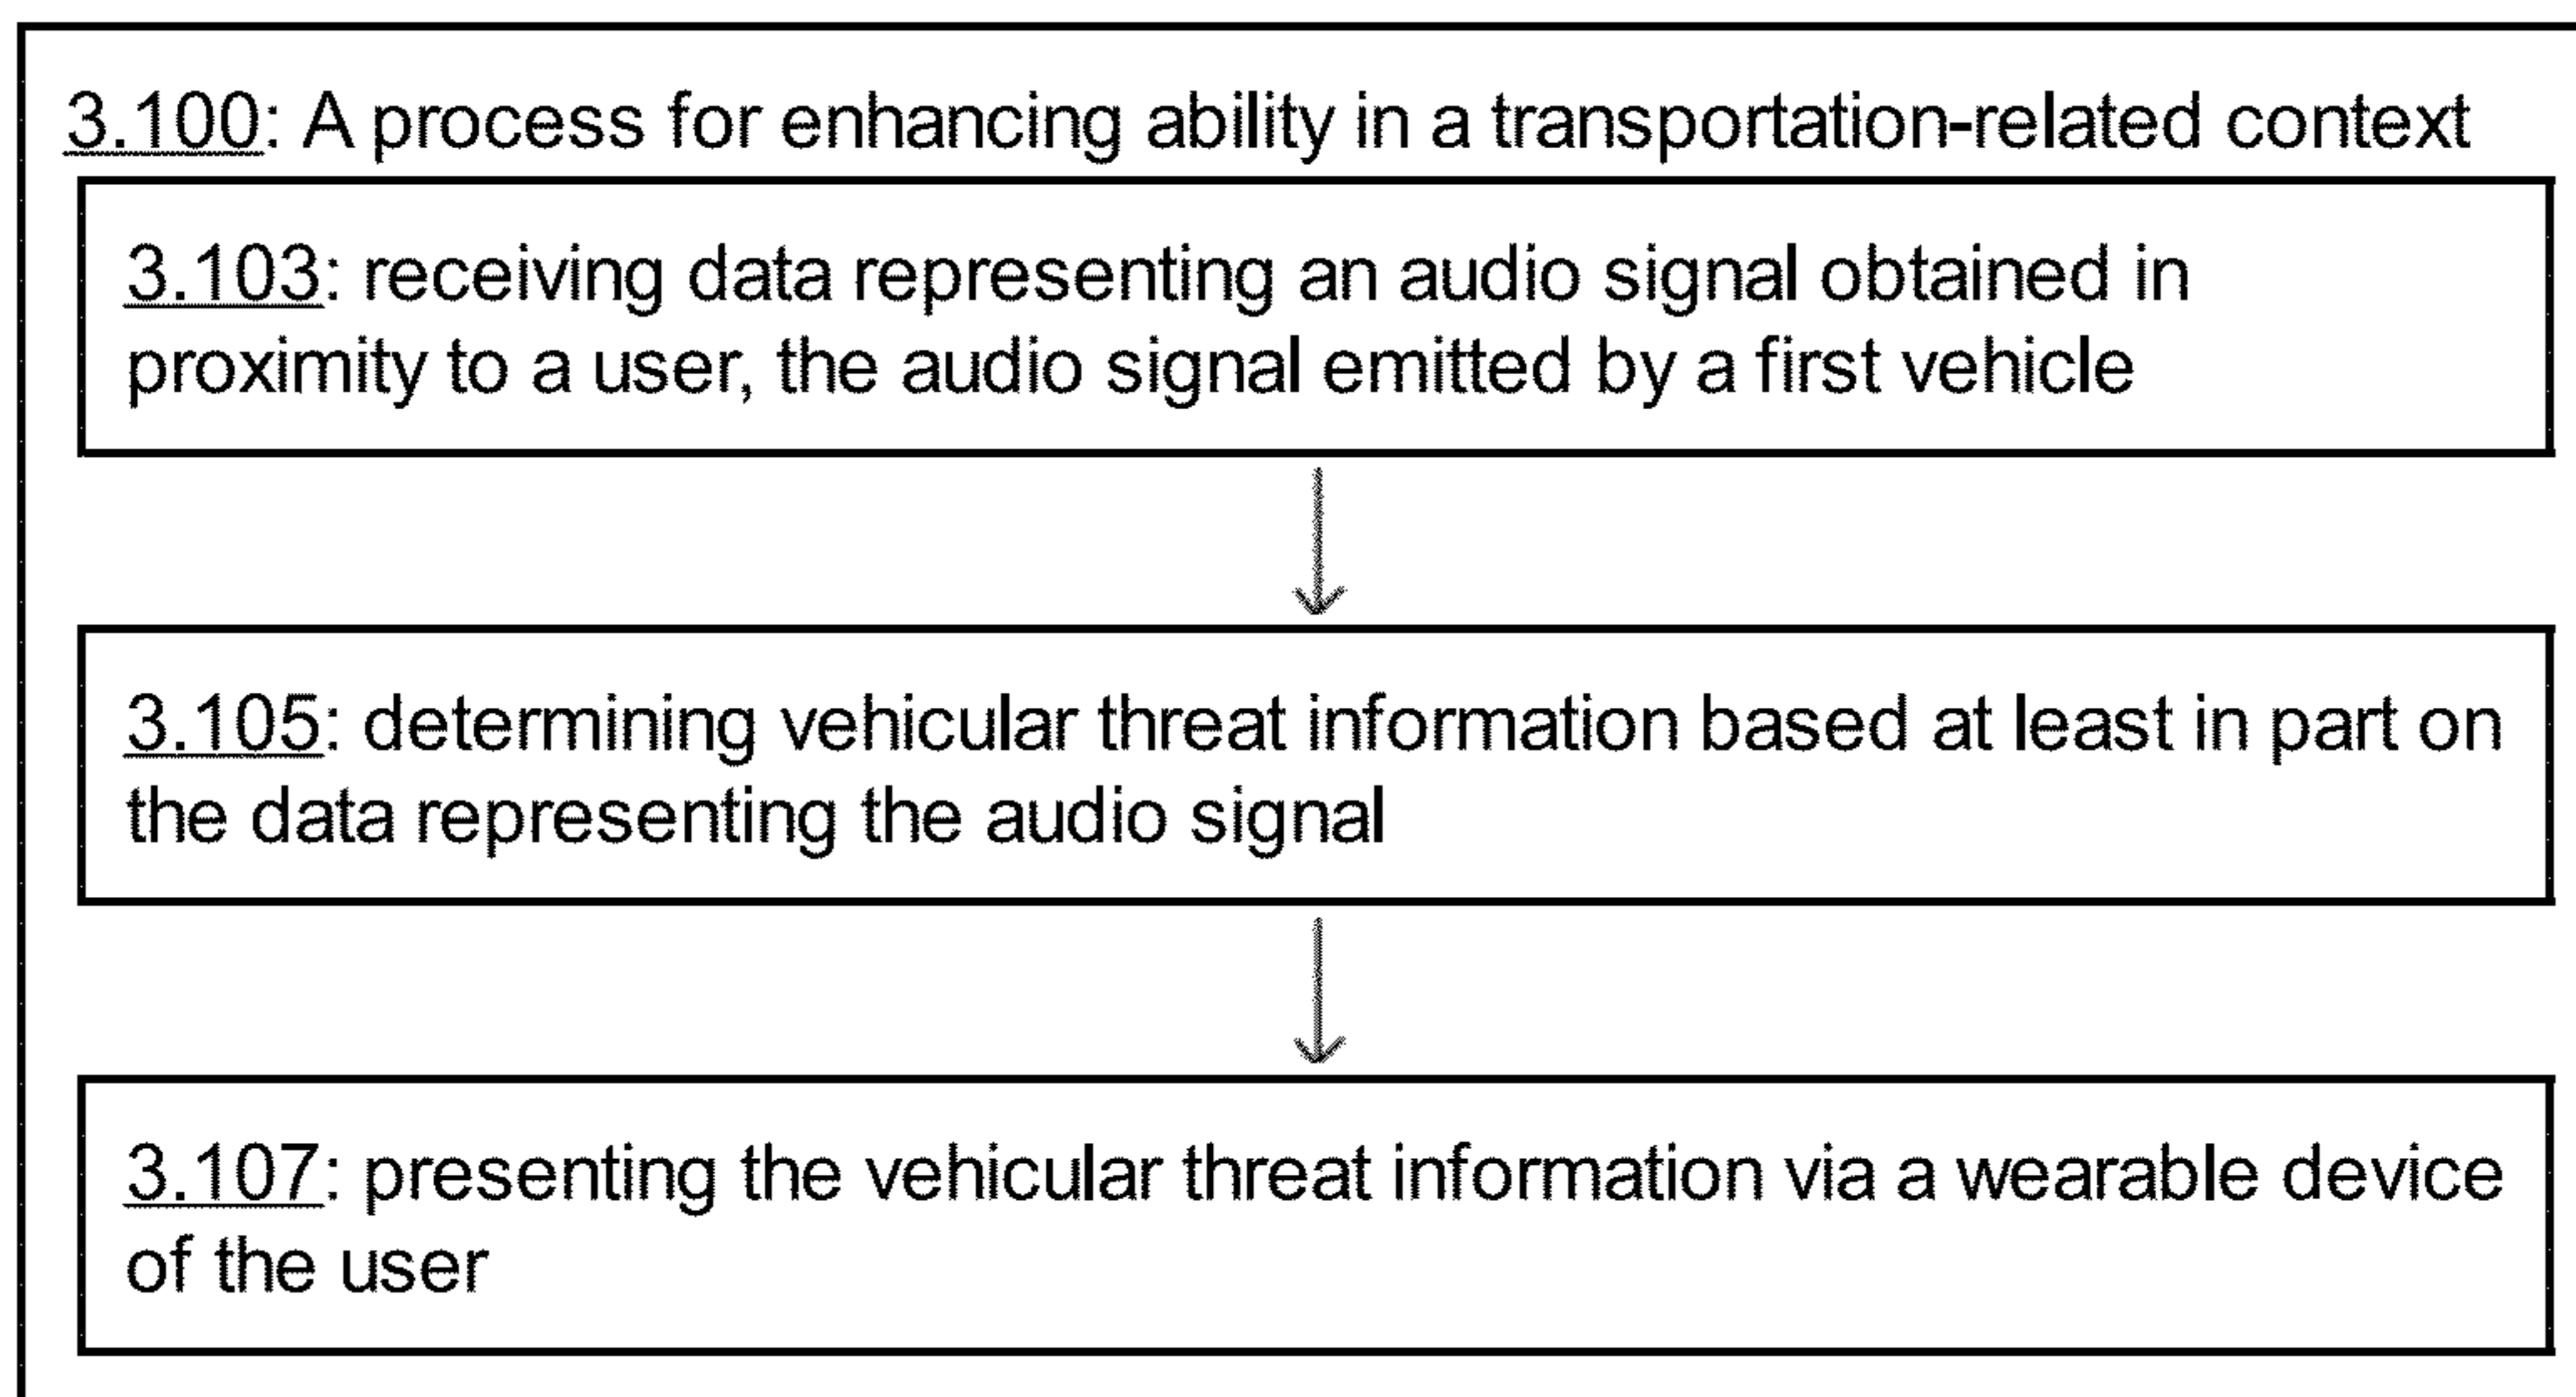 3.100: A process for enhancing ability in a transportation-related context
3.103: receiving data representing an audio signal obtained in
proximity to a user, the audio signal emitted by a first vehicle
3.105: determining vehicular threat information based at least in part on
the data representing the audio signal
3.107: presenting the vehicular threat information via a wearable device
of the user